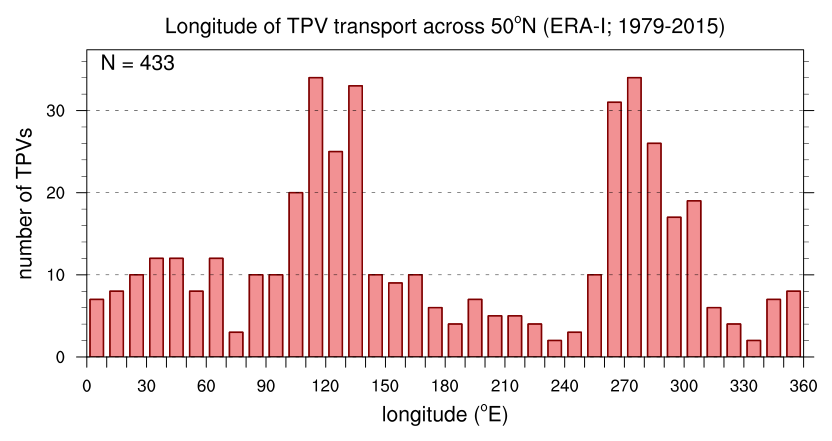 Longitude of TPV transport across 50°N (ERA-I; 1979-2015)
N = 433
number of TPVs
30
20
10
0
0 30 60 90 120 150 180 210 240 270 300 330 360
longitude (°E)